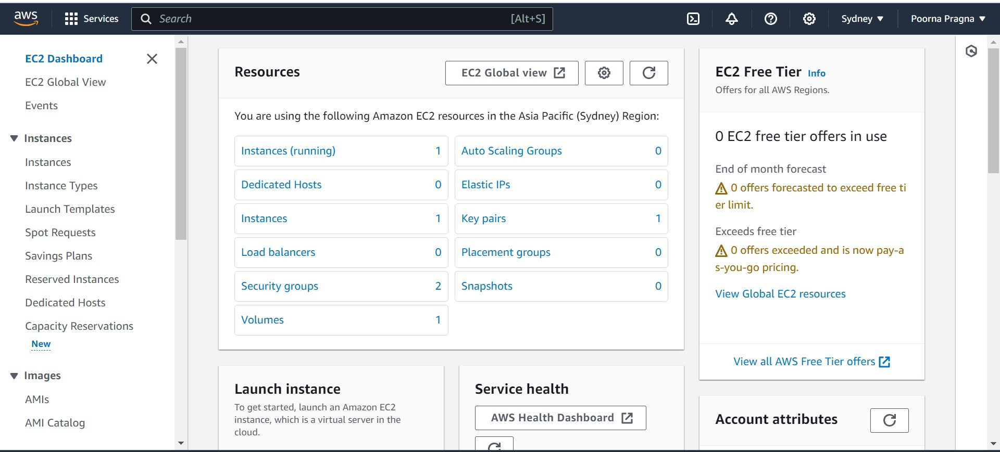 aws
Services
Search
[Alt+S]
Sydney
Poorna Pragna
EC2 Dashboard
EC2 Global View
Events
Instances
Instances
Instance Types
Launch Templates
Spot Requests
Savings Plans
Reserved Instances
Dedicated Hosts
Capacity Reservations
New
Images
AMIs
AMI Catalog
Resources
EC2 Global view
You are using the following Amazon EC2 resources in the Asia Pacific (Sydney) Region:
Instances (running) 1
Auto Scaling Groups 0
Dedicated Hosts 0
Elastic IPs 0
Instances 1
Key pairs 1
Load balancers 0
Placement groups 0
Security groups 2
Snapshots 0
Volumes 1
Launch instance
To get started, launch an Amazon EC2
instance, which is a virtual server in the
cloud.
Service health
AWS Health Dashboard
EC2 Free Tier Info
Offers for all AWS Regions.
0 EC2 free tier offers in use
End of month forecast
0 offers forecasted to exceed free ti
er limit.
Exceeds free tier
0 offers exceeded and is now pay-a
s-you-go pricing.
View Global EC2 resources
View all AWS Free Tier offers
Account attributes